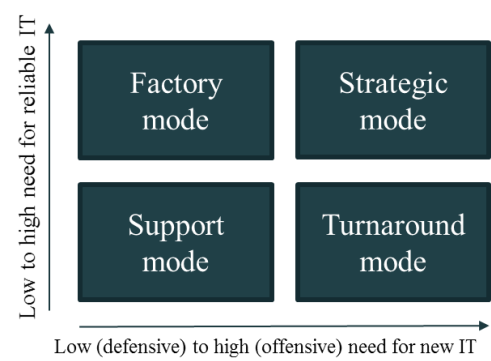 Low to high need for reliable IT
Factory
mode
Strategic
mode
Support
mode
Turnaround
mode
Low (defensive) to high (offensive) need for new IT